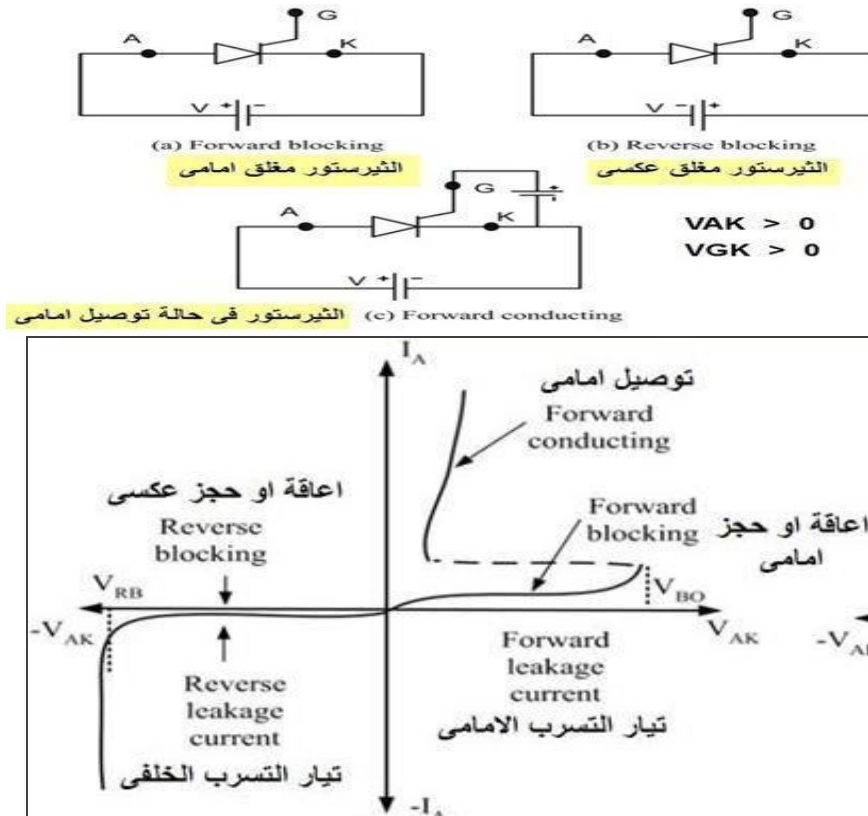 G
G
A
K
A
K
V + -
V - +
(a) Forward blocking
(b) Reverse blocking
الثيرستور مغلق امامى
الثيرستور مغلق عكسى
G
+
A
K
VAK > 0
VGK > 0
V + -
الثيرستور فى حالة توصيل امامى (c) Forward conducting
I_A
توصيل امامى
Forward
conducting
اعاقة او حجز عكسى
Reverse
blocking
Forward
blocking
اعاقة او حجز
امامى
V_RB
V_BO
-V_AK
V_AK
Reverse
leakage
current
تيار التسرب الخلفى
Forward
leakage
current
تيار التسرب الامامى